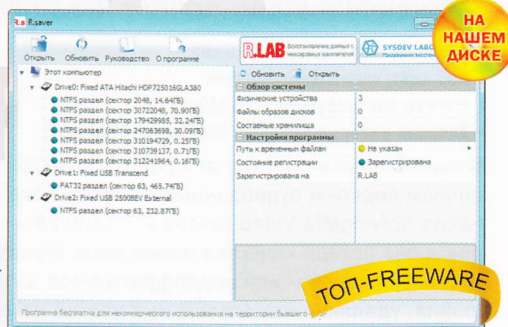 R.saver
Открыть Обновить Руководство О программе
R.LAB Восстановление данных с
SYSDEV LABO
НА
НАШЕМ
ДИСКЕ
Этот компьютер
Drive0: Fixed ATA Hitachi HDP725016GLA380
NTFS раздел (сектор 2048, 14.64ГБ)
NTFS раздел (сектор 30722048, 70.90ГБ)
NTFS раздел (сектор 179429985, 32.24ГБ)
NTFS раздел (сектор 247063698, 30.09ГБ)
NTFS раздел (сектор 310194729, 0.25ГБ)
NTFS раздел (сектор 310739137, 0.71ГБ)
NTFS раздел (сектор 312241964, 0.16ГБ)
Drive1: Fixed USB Transcend
FAT32 раздел (сектор 63, 469.74ГБ)
Drive2: Fixed USB 2500BEV External
NTFS раздел (сектор 63, 232.87ГБ)
Обновить Открыть
Обзор системы
Физические устройства 3
Файлы образов дисков 0
Составные хранилища 0
Настройки программы
Путь к временным файлам Не указан
Состояние регистрации Зарегистрирована
Зарегистрирована на R.LAB
ТОП-FREEWARE
Программа бесплатна для некоммерческого использования на территории бывшего